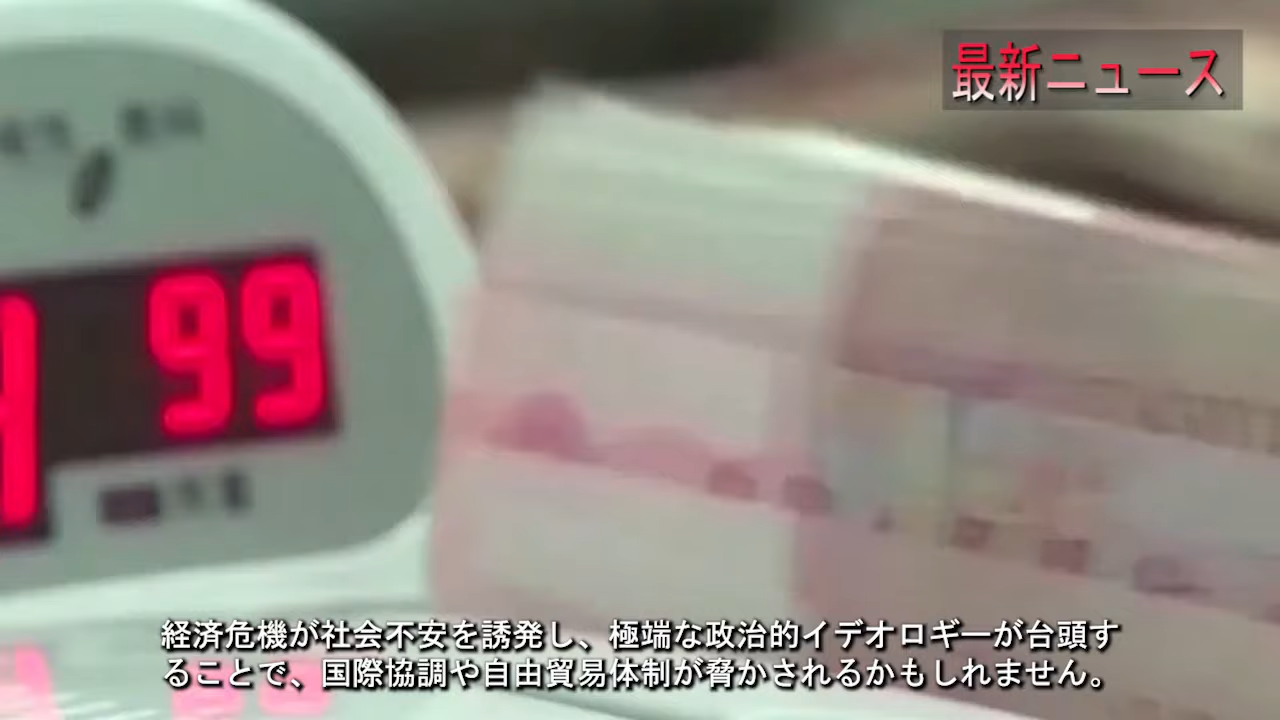 最新ニュース
99
経済危機が社会不安を誘発し、極端な政治的イデオロギーが台頭す
ることで、国際協調や自由貿易体制が脅かされるかもしれません。